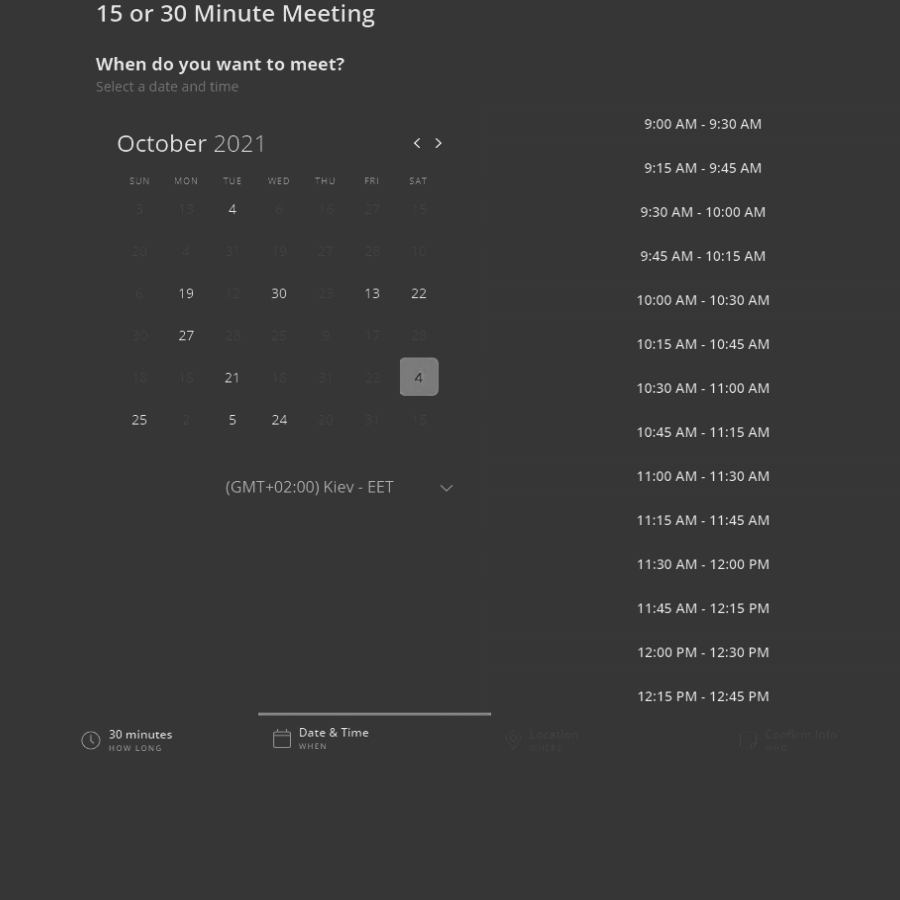 15 or 30 Minute Meeting
When do you want to meet?
Select a date and time
October 2021
SUN MON TUE WED THU FRI SAT
3 13 4 6 16 27 15
20 4 31 19 27 28 10
6 19 12 30 23 13 22
30 27 28 25 9 17 28
18 16 21 18 31 22 4
25 2 5 24 20 31 15
(GMT+02:00) Kiev - EET
9:00 AM - 9:30 AM
9:15 AM - 9:45 AM
9:30 AM - 10:00 AM
9:45 AM - 10:15 AM
10:00 AM - 10:30 AM
10:15 AM - 10:45 AM
10:30 AM - 11:00 AM
10:45 AM - 11:15 AM
11:00 AM - 11:30 AM
11:15 AM - 11:45 AM
11:30 AM - 12:00 PM
11:45 AM - 12:15 PM
12:00 PM - 12:30 PM
12:15 PM - 12:45 PM
30 minutes
HOW LONG
Date & Time
WHEN
Location
WHERE
Confirm Info
WHO